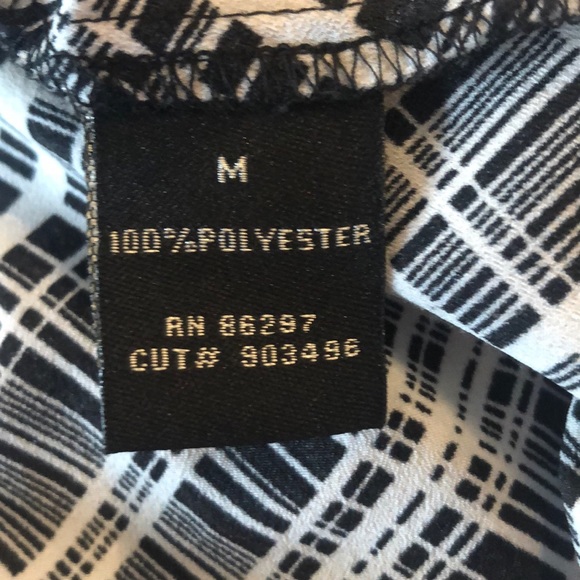 M
100%POLYESTER
RN 86297
CUT# 903496